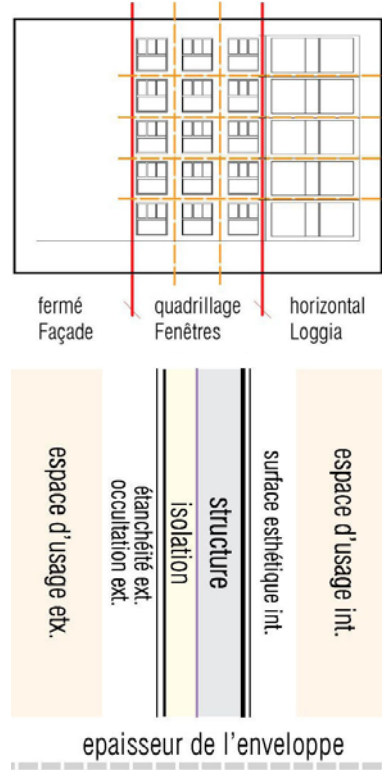 fermé
Façade
quadrillage
Fenêtres
horizontal
Loggia
espace d'usage etx.
étanchéité ext.
occultation ext.
isolation
structure
surface esthétique int.
espace d'usage int.
epaisseur de l'enveloppe